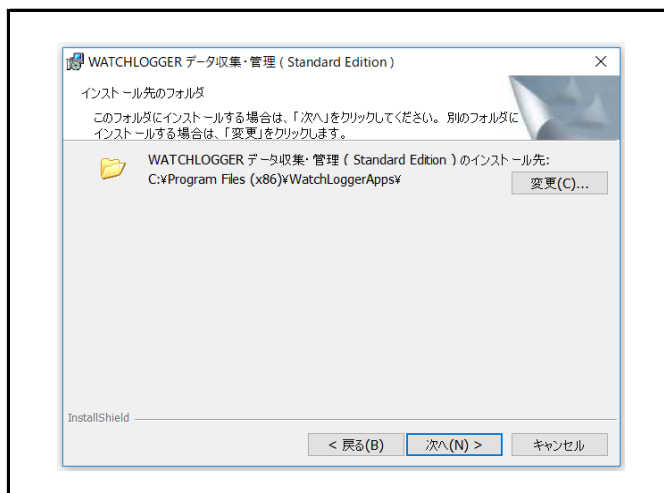 WATCHLOGGER データ収集・管理 ( Standard Edition )
インストール先のフォルダ
このフォルダにインストールする場合は、「次へ」をクリックしてください。別のフォルダに
インストールする場合は、「変更」をクリックします。
WATCHLOGGER データ収集・管理 ( Standard Edition ) のインストール先:
C:¥Program Files (x86)¥WatchLoggerApps¥
変更(C)...
InstallShield
< 戻る(B)
次へ(N) >
キャンセル